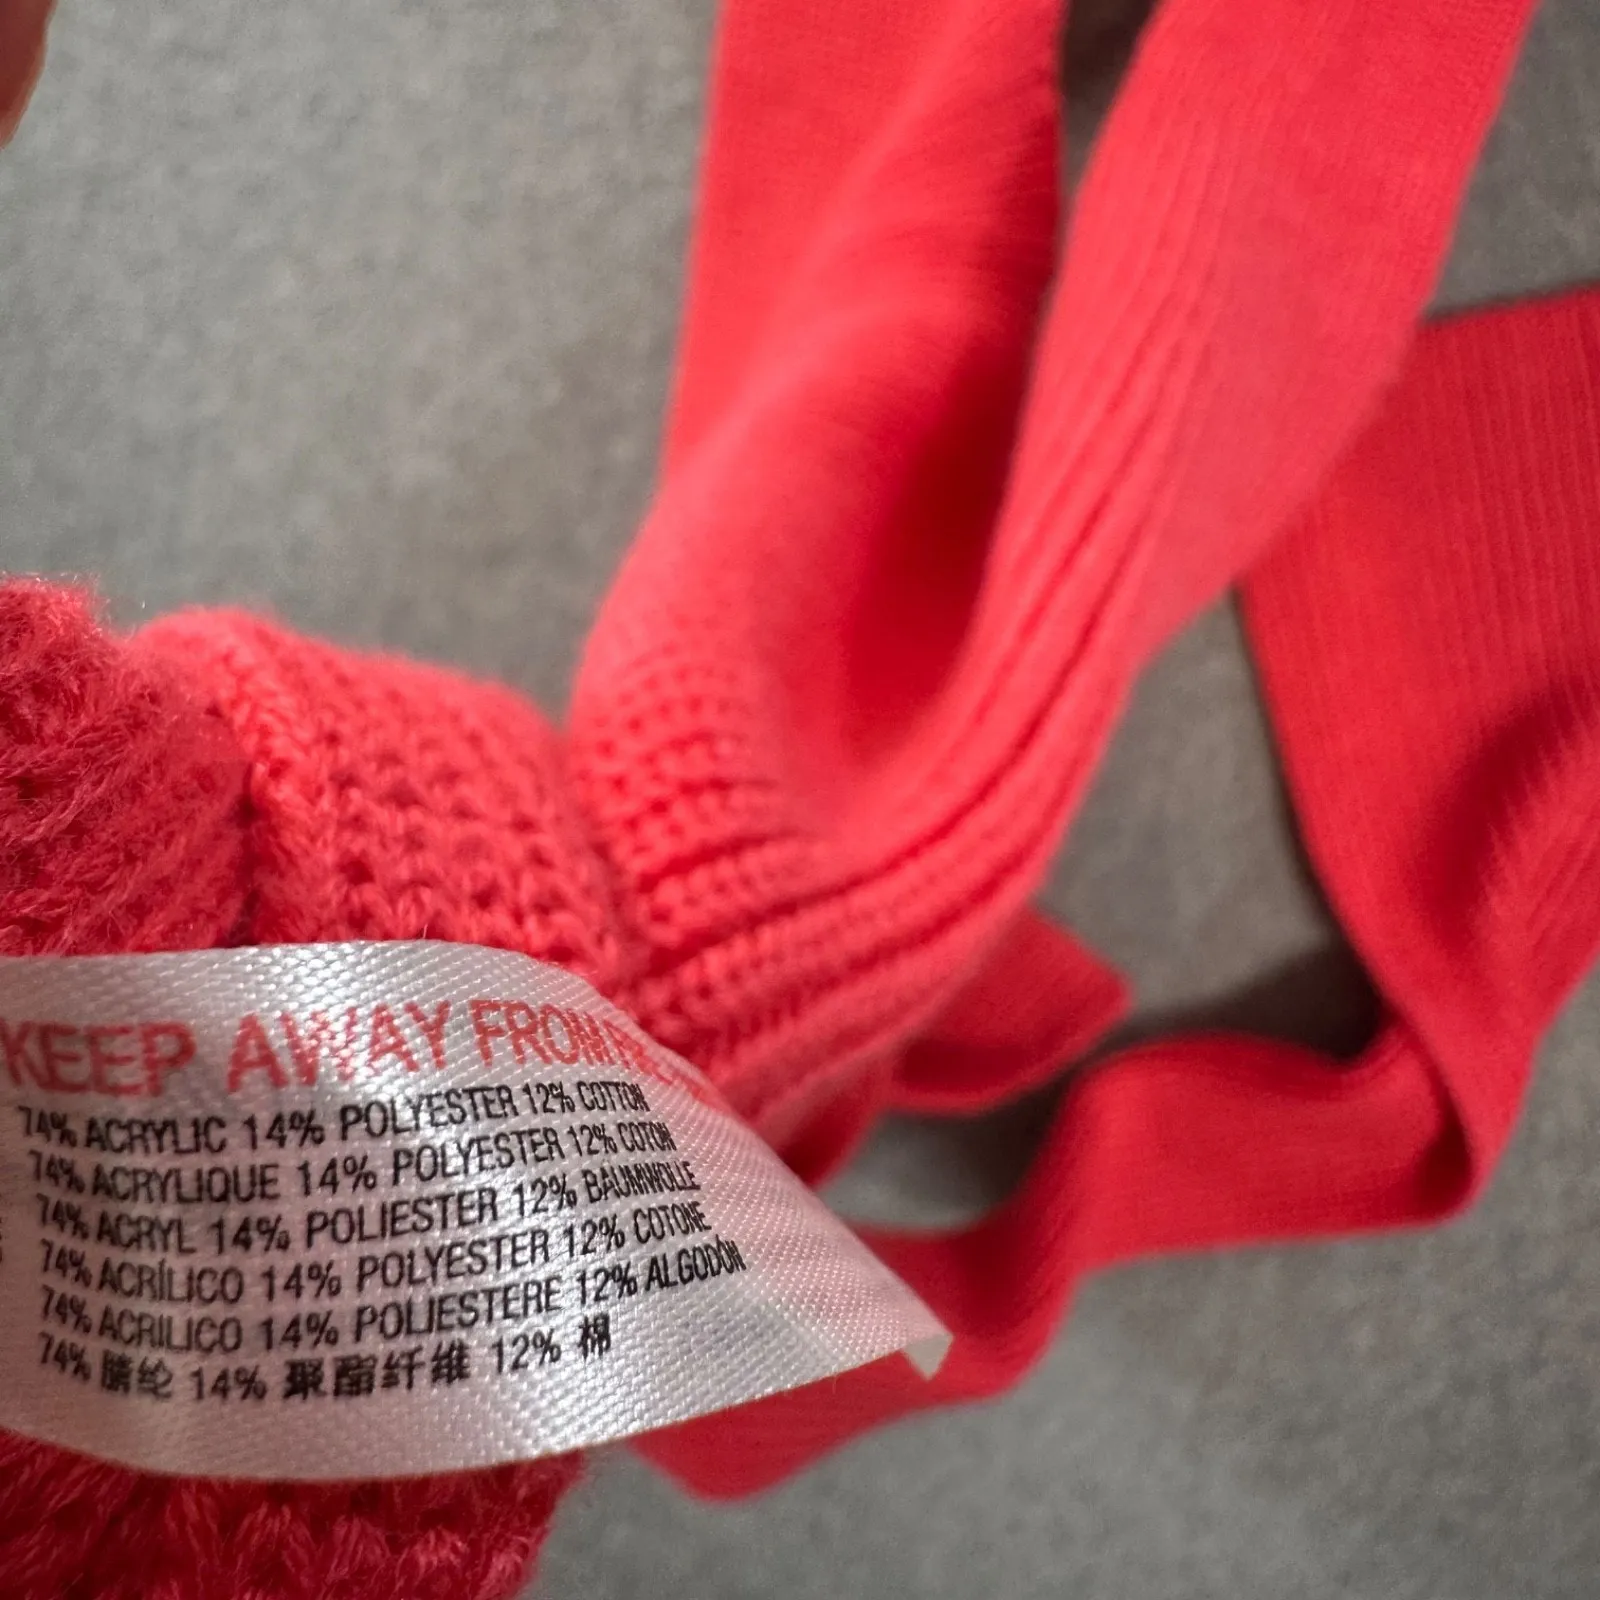 KEEP AWAY FROM
74% ACRYLIC 14% POLYESTER 12% COTTON
74% ACRYLIQUE 14% POLYESTER 12% COTON
74% ACRYL 14% POLIESTER 12% BAUMWOLLE
74% ACRÍLICO 14% POLYESTER 12% COTONE
74% ACRILICO 14% POLIESTERE 12% ALGODÓN
74% 腈纶 14% 聚酯纤维 12% 棉